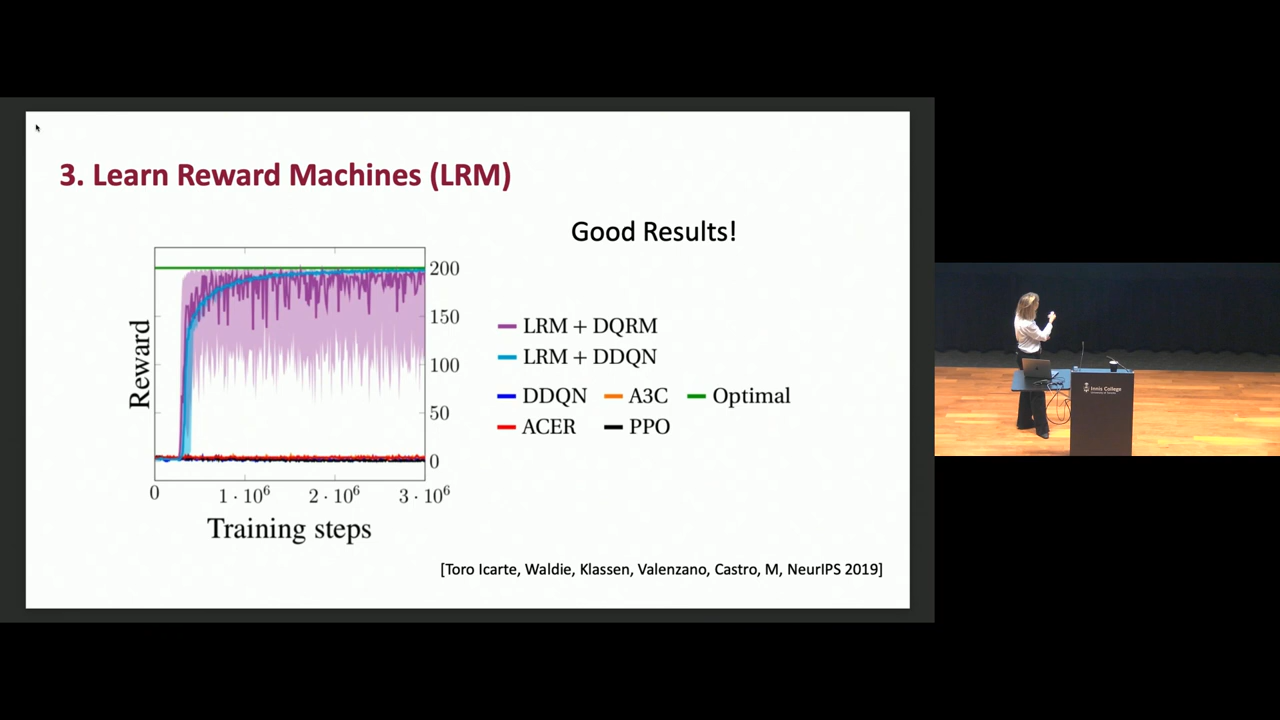 3. Learn Reward Machines (LRM)
Good Results!
Reward
200
150
100
50
0
0
1 · 10⁶
2 · 10⁶
3 · 10⁶
Training steps
LRM + DQRM
LRM + DDQN
DDQN A3C Optimal
ACER PPO
[Toro Icarte, Waldie, Klassen, Valenzano, Castro, M, NeurIPS 2019]
Innis College